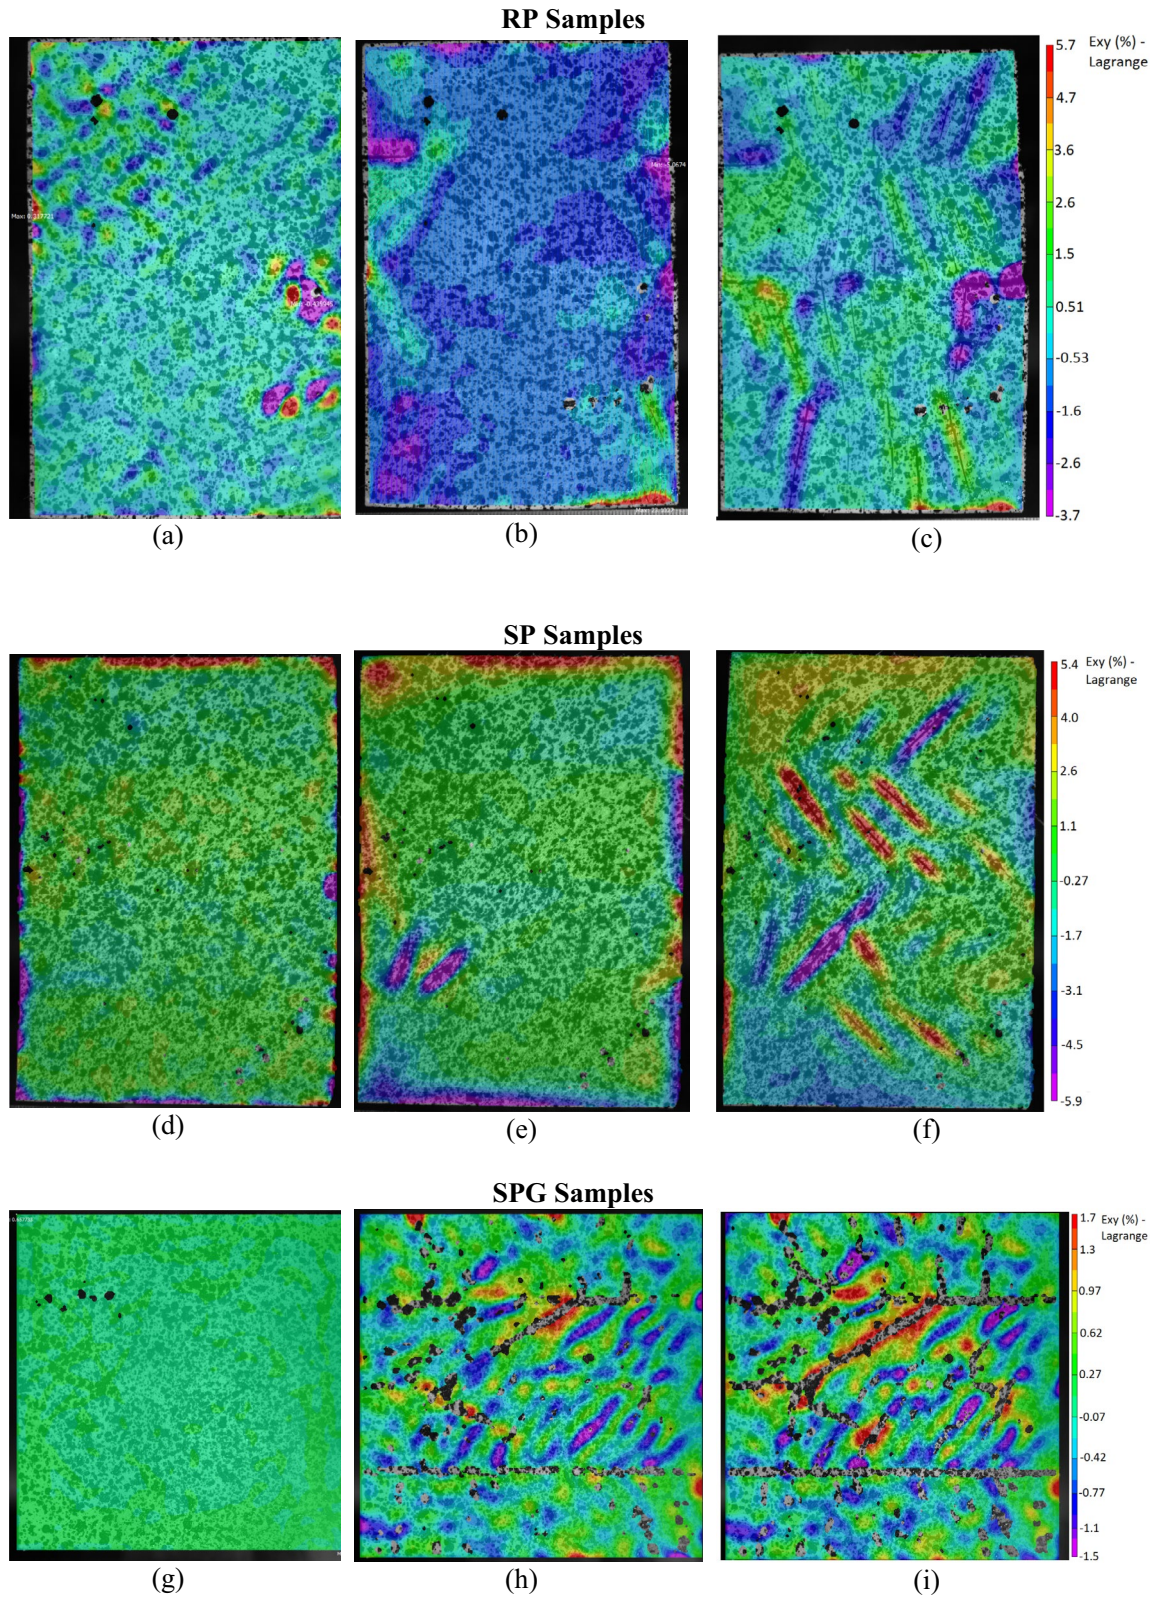 RP Samples
Exy (%) -
Lagrange
5.7
4.7
3.6
2.6
1.5
0.51
-0.53
-1.6
-2.6
-3.7
(a)
(b)
(c)
SP Samples
Exy (%) -
Lagrange
5.4
4.0
2.6
1.1
-0.27
-1.7
-3.1
-4.5
-5.9
(d)
(e)
(f)
SPG Samples
Exy (%) -
Lagrange
1.7
1.3
0.97
0.62
0.27
-0.07
-0.42
-0.77
-1.1
-1.5
(g)
(h)
(i)